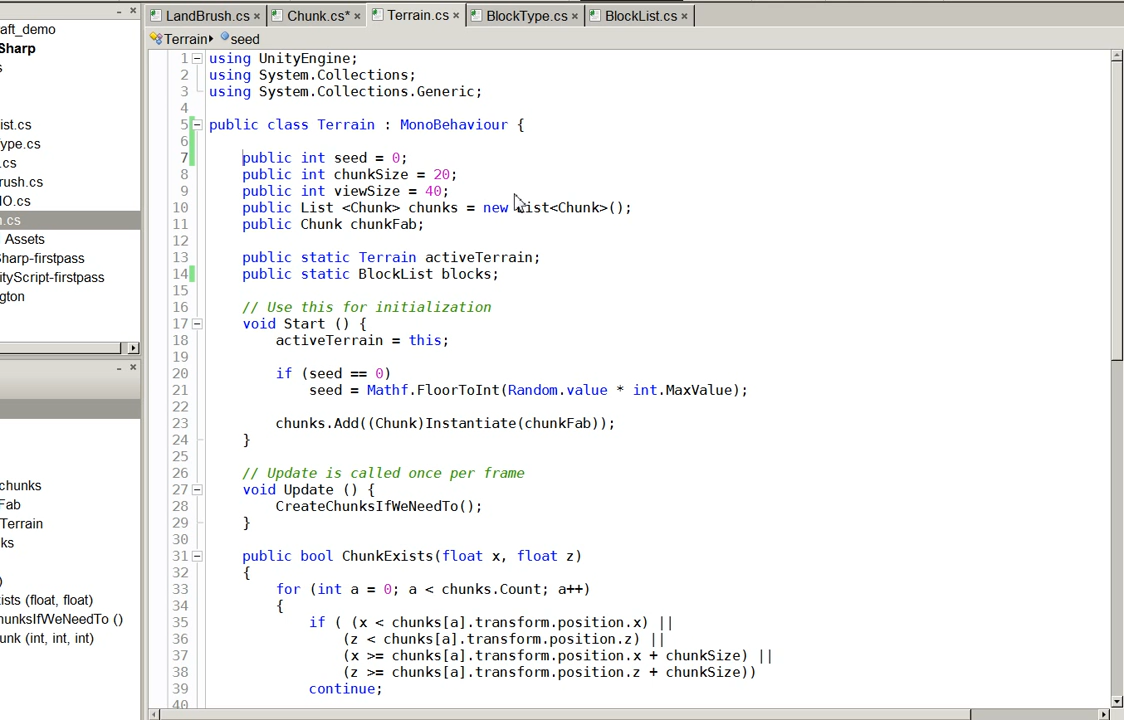 LandBrush.cs × Chunk.cs* × Terrain.cs × BlockType.cs × BlockList.cs ×
Terrain▸ seed
aft_demo
Sharp
s
ist.cs
ype.cs
.cs
rush.cs
IO.cs
n.cs
Assets
harp-firstpass
ityScript-firstpass
gton
chunks
Fab
Terrain
ks
)
ists (float, float)
hunksIfWeNeedTo ()
unk (int, int, int)
1 using UnityEngine;
2 using System.Collections;
3 using System.Collections.Generic;
4
5 public class Terrain : MonoBehaviour {
6
7 public int seed = 0;
8 public int chunkSize = 20;
9 public int viewSize = 40;
10 public List <Chunk> chunks = new List<Chunk>();
11 public Chunk chunkFab;
12
13 public static Terrain activeTerrain;
14 public static BlockList blocks;
15
16 // Use this for initialization
17 void Start () {
18 activeTerrain = this;
19
20 if (seed == 0)
21 seed = Mathf.FloorToInt(Random.value * int.MaxValue);
22
23 chunks.Add((Chunk)Instantiate(chunkFab));
24 }
25
26 // Update is called once per frame
27 void Update () {
28 CreateChunksIfWeNeedTo();
29 }
30
31 public bool ChunkExists(float x, float z)
32 {
33 for (int a = 0; a < chunks.Count; a++)
34 {
35 if ( (x < chunks[a].transform.position.x) ||
36 (z < chunks[a].transform.position.z) ||
37 (x >= chunks[a].transform.position.x + chunkSize) ||
38 (z >= chunks[a].transform.position.z + chunkSize))
39 continue;
40